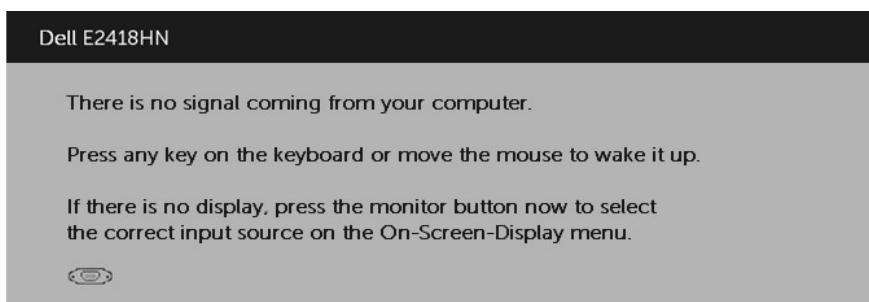 Dell E2418HN
There is no signal coming from your computer.
Press any key on the keyboard or move the mouse to wake it up.
If there is no display, press the monitor button now to select
the correct input source on the On-Screen-Display menu.